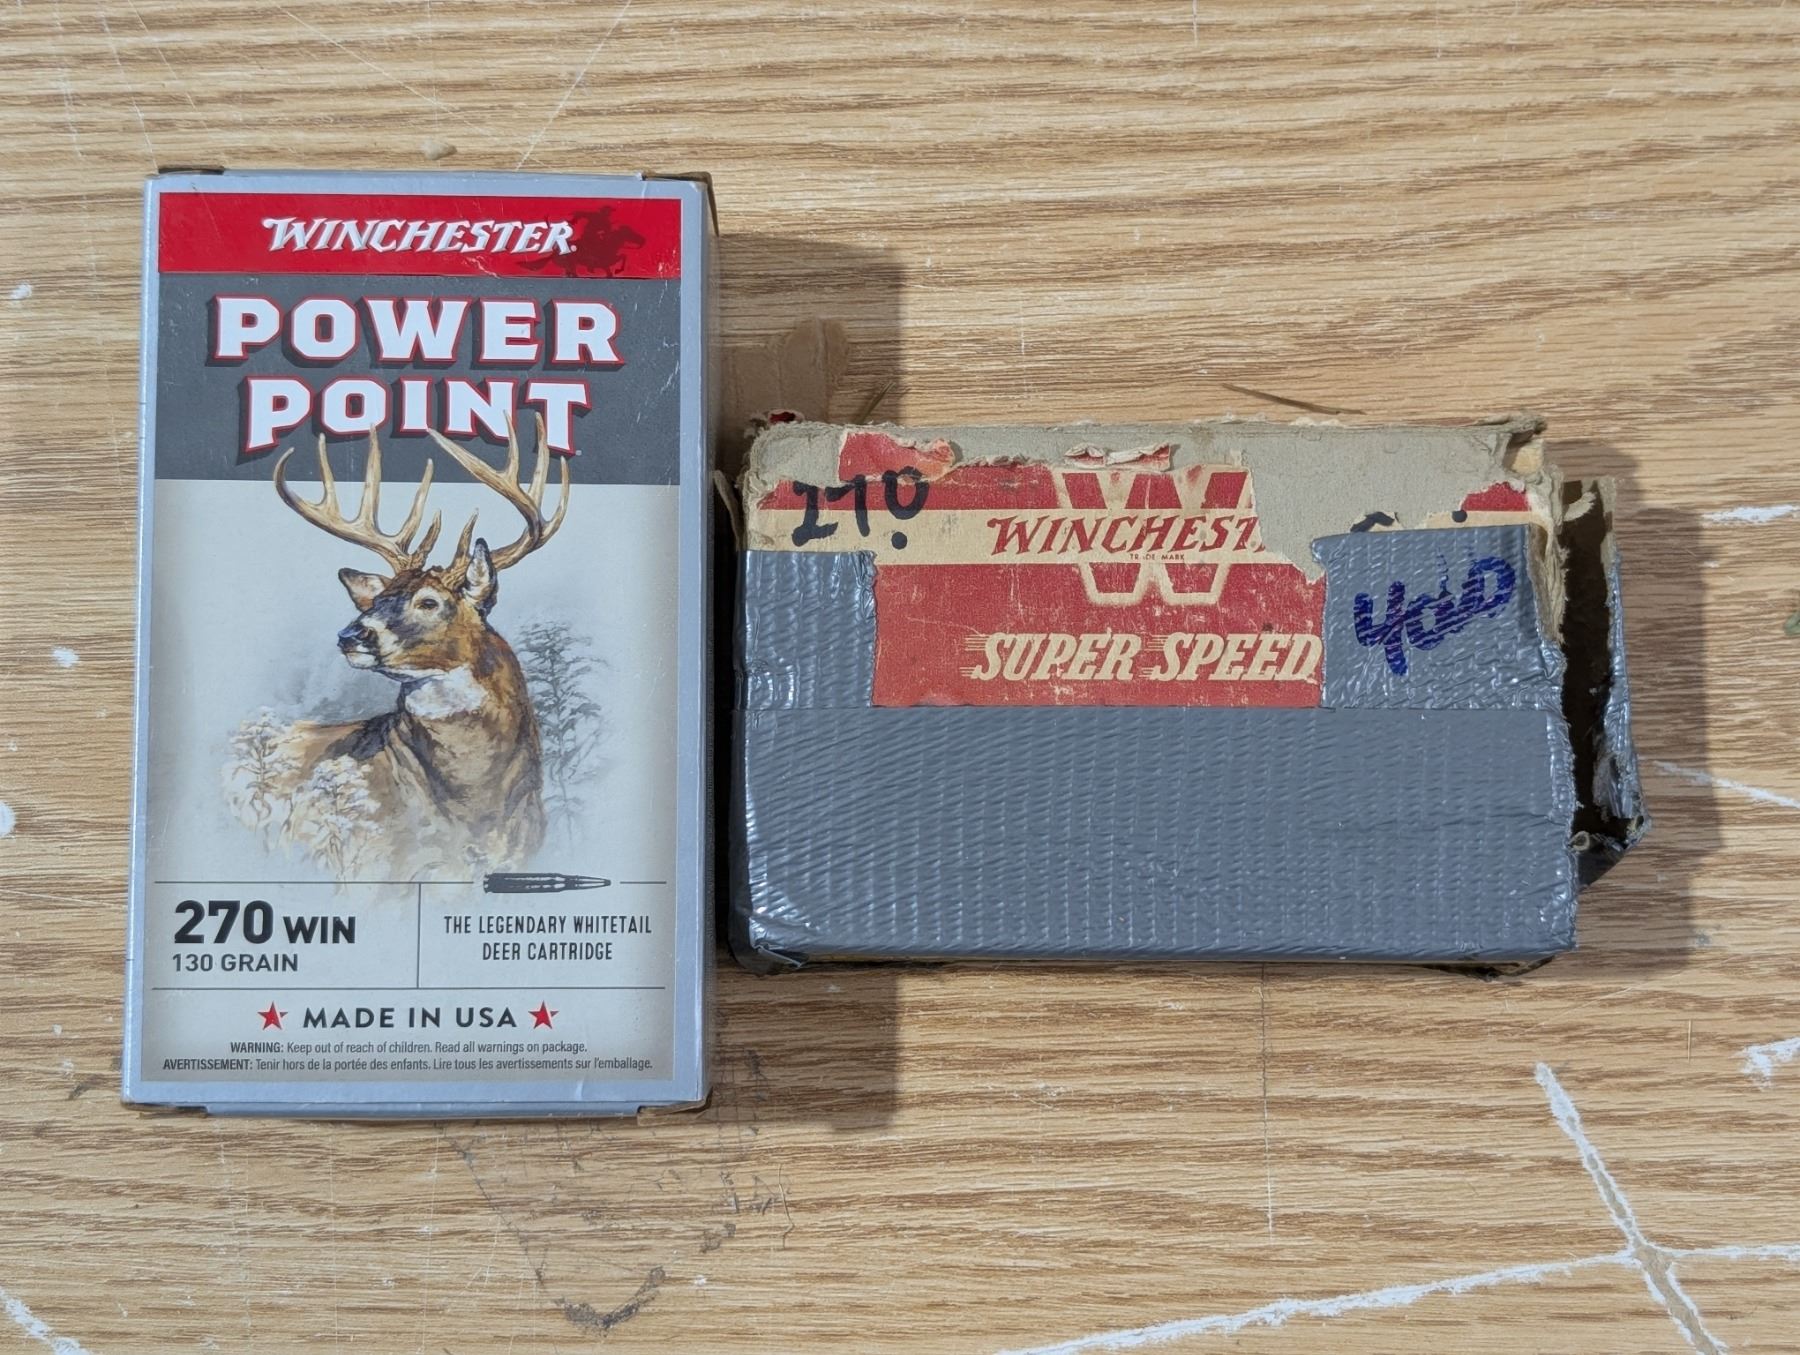 WINCHESTER
POWER
POINT
270 WIN
130 GRAIN
THE LEGENDARY WHITETAIL
DEER CARTRIDGE
MADE IN USA
WARNING: Keep out of reach of children. Read all warnings on package.
AVERTISSEMENT: Tenir hors de la portée des enfants. Lire tous les avertissements sur l'emballage.
270
W
WINCHEST
TRADE MARK
SUPER SPEED